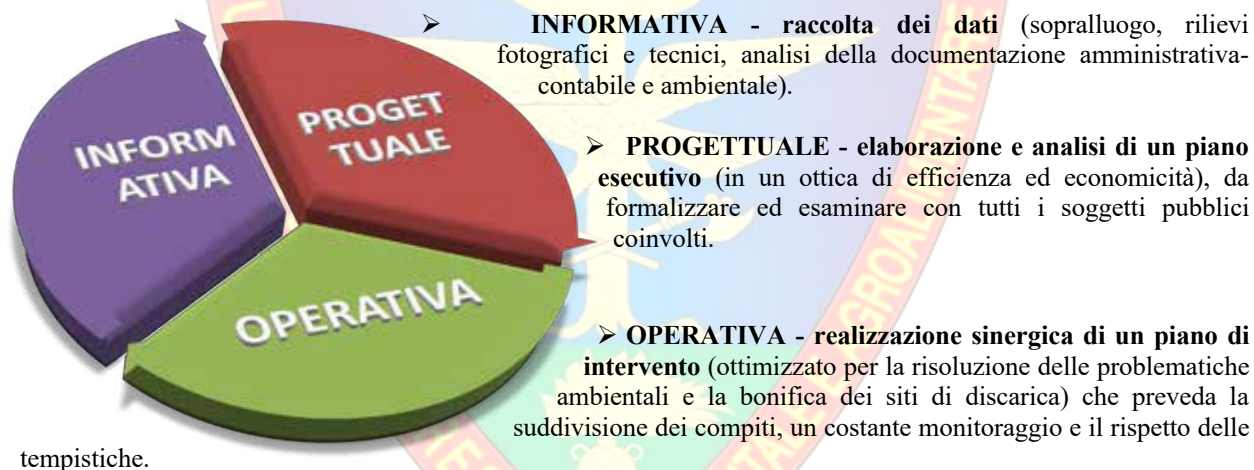 ➢ INFORMATIVA - raccolta dei dati (sopralluogo, rilievi
fotografici e tecnici, analisi della documentazione amministrativa-
contabile e ambientale).
➢ PROGETTUALE - elaborazione e analisi di un piano
esecutivo (in un ottica di efficienza ed economicità), da
formalizzare ed esaminare con tutti i soggetti pubblici
coinvolti.
➢ OPERATIVA - realizzazione sinergica di un piano di
intervento (ottimizzato per la risoluzione delle problematiche
ambientali e la bonifica dei siti di discarica) che preveda la
suddivisione dei compiti, un costante monitoraggio e il rispetto delle
tempistiche.
INFORM
ATIVA
PROGET
TUALE
OPERATIVA